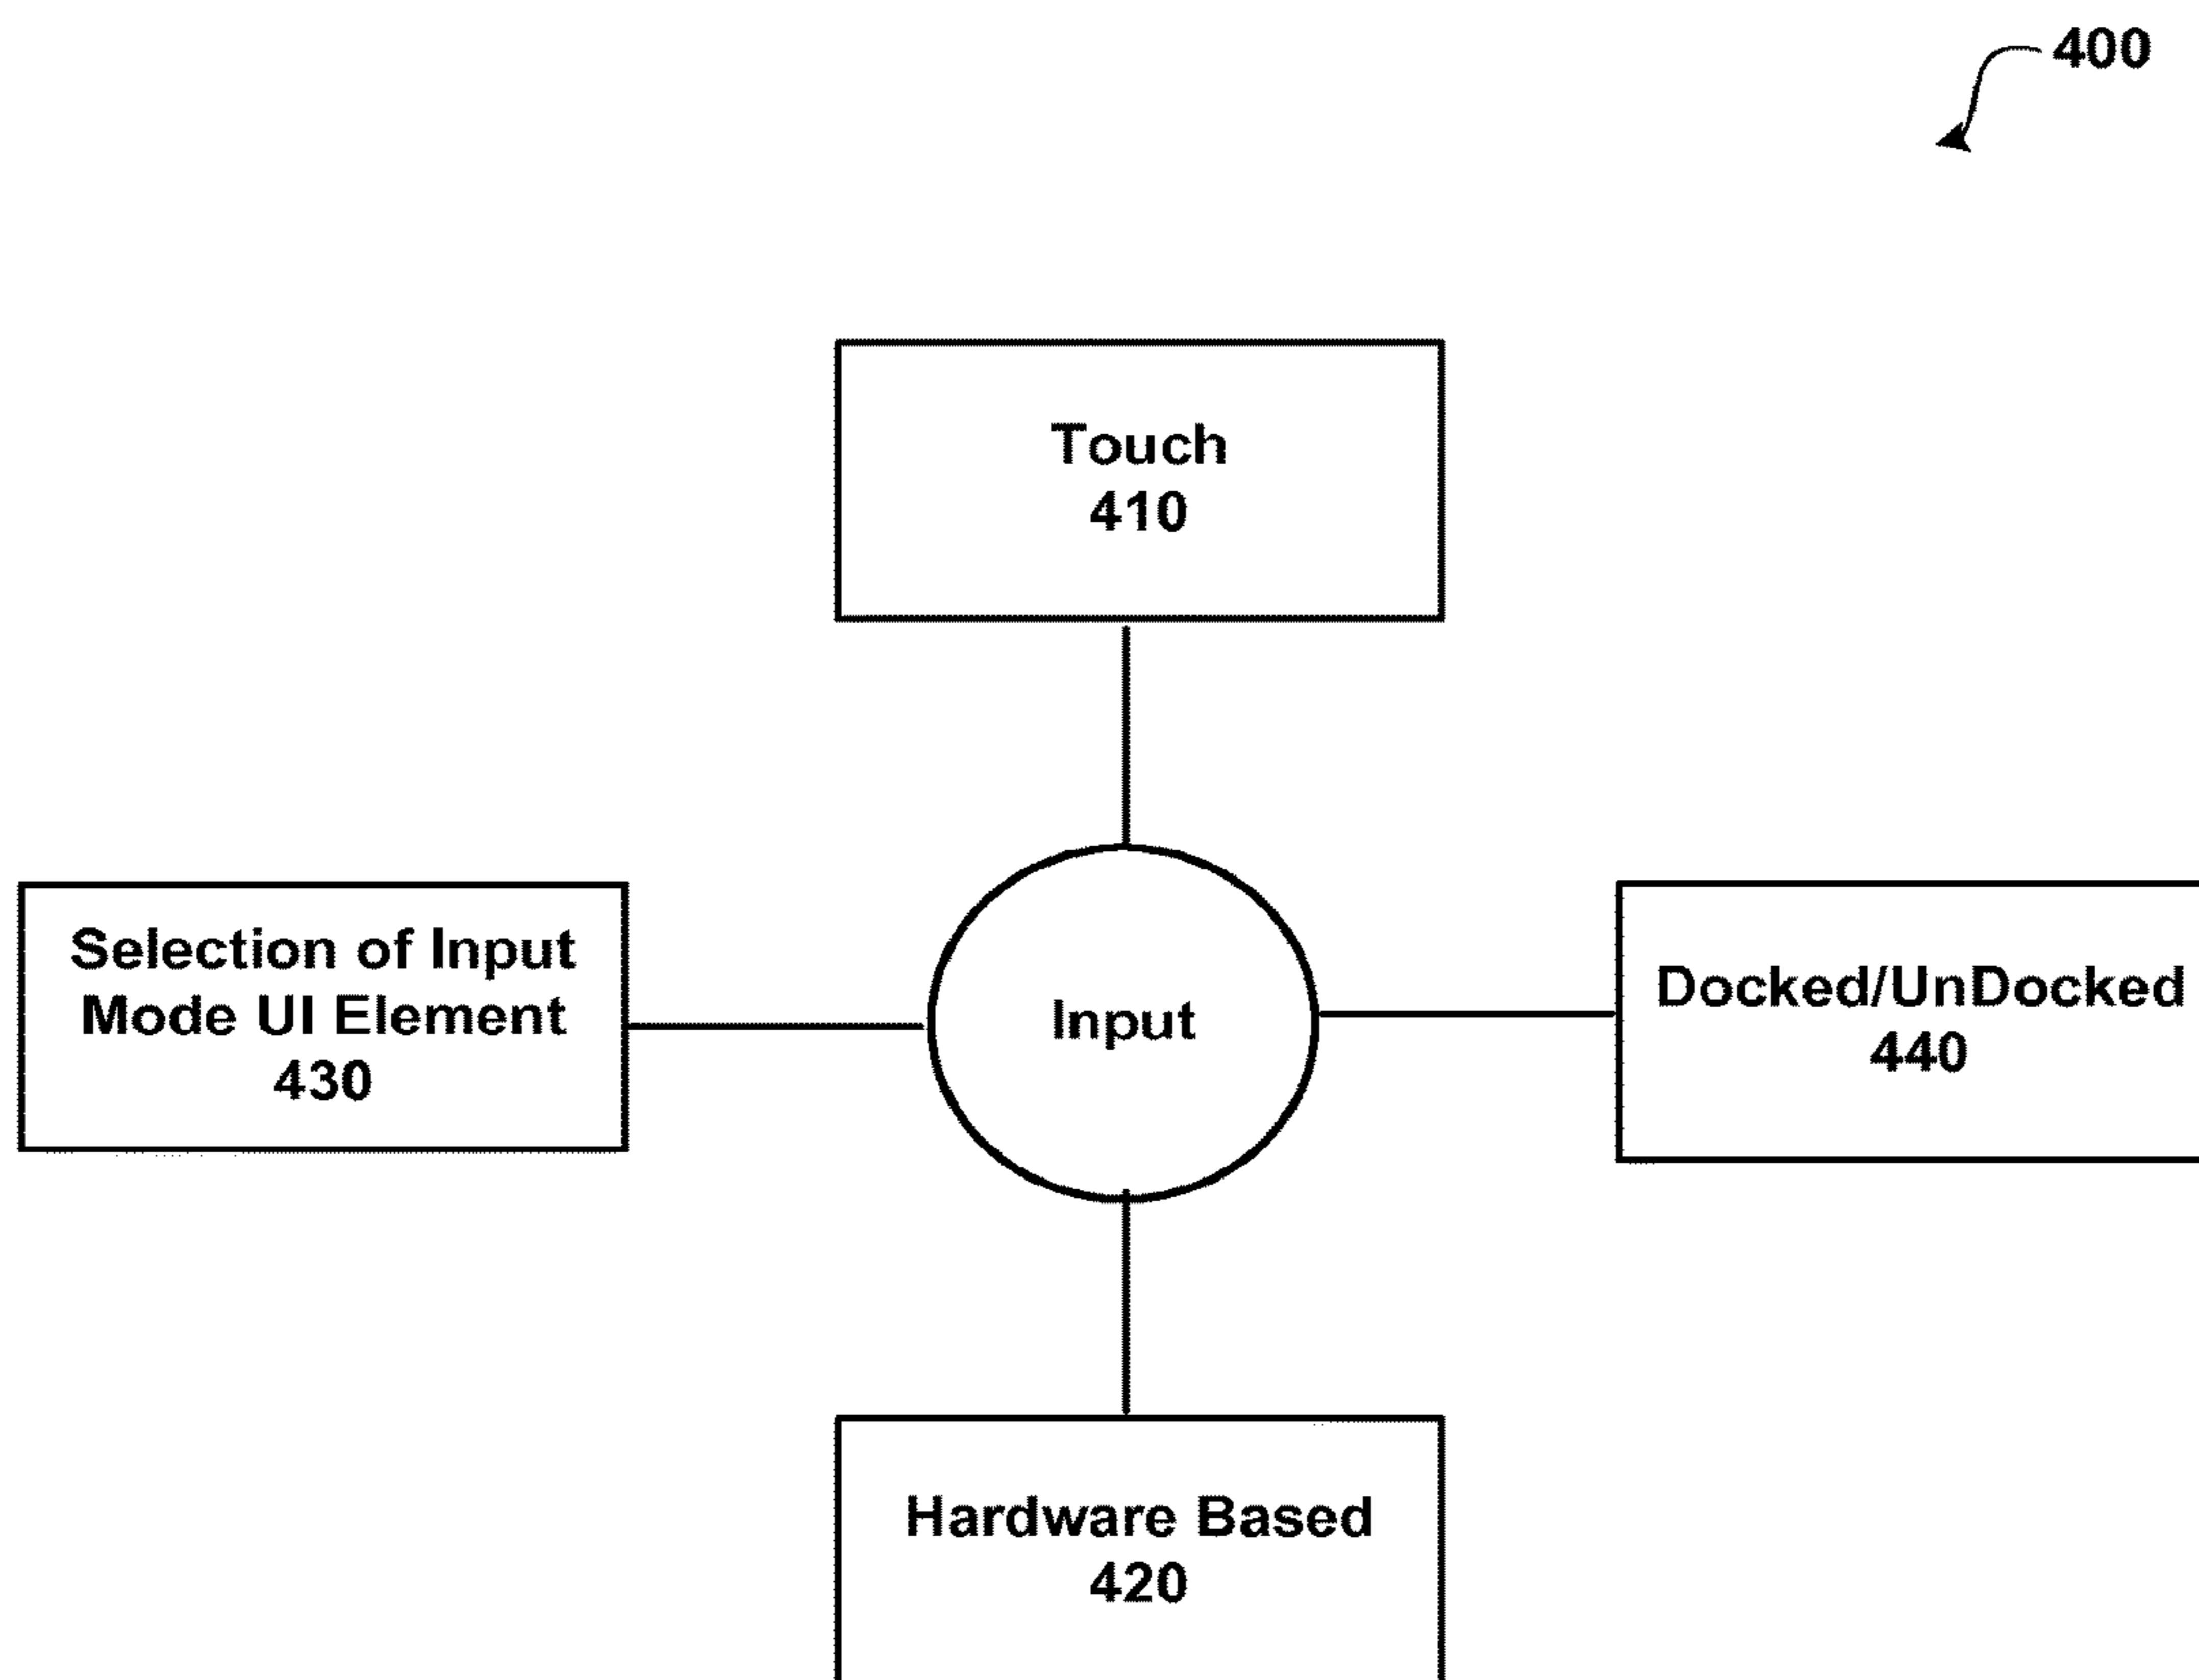 400
Touch
410
Selection of Input
Mode UI Element
430
Input
Docked/UnDocked
440
Hardware Based
420